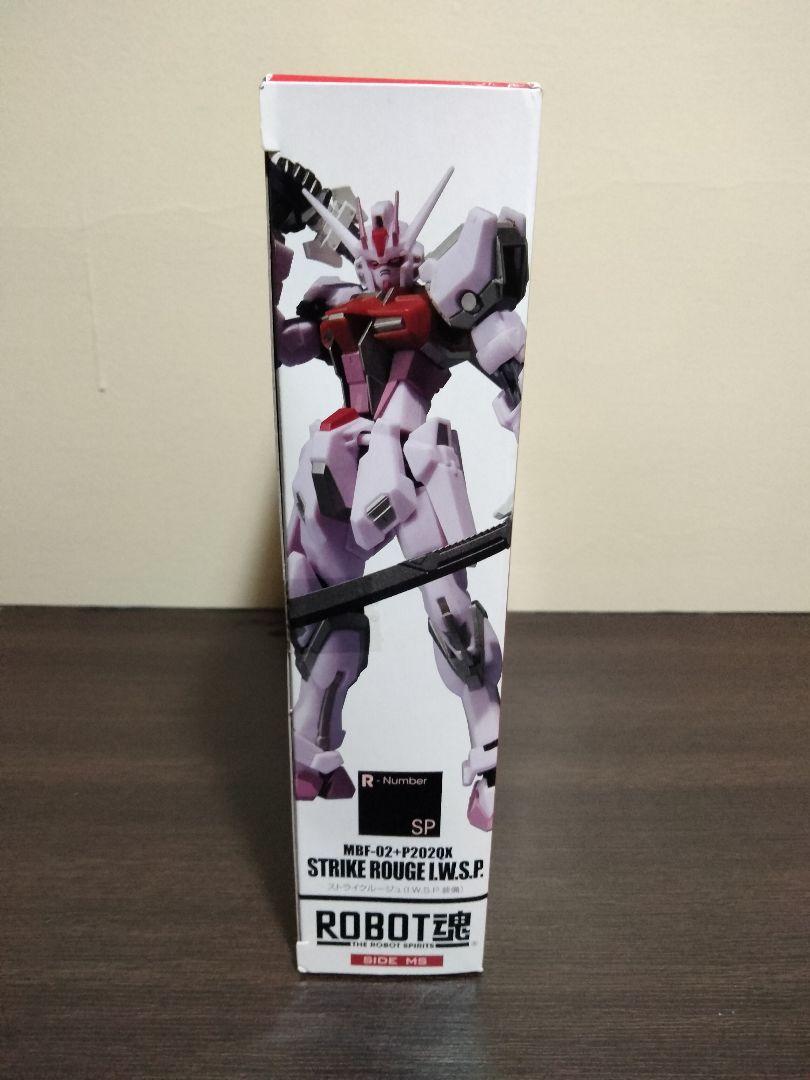 R - Number
SP
MBF-02+P202QX
STRIKE ROUGE I.W.S.P.
ストライクルージュ(I.W.S.P.装備)
ROBOT魂
THE ROBOT SPIRITS
SIDE MS